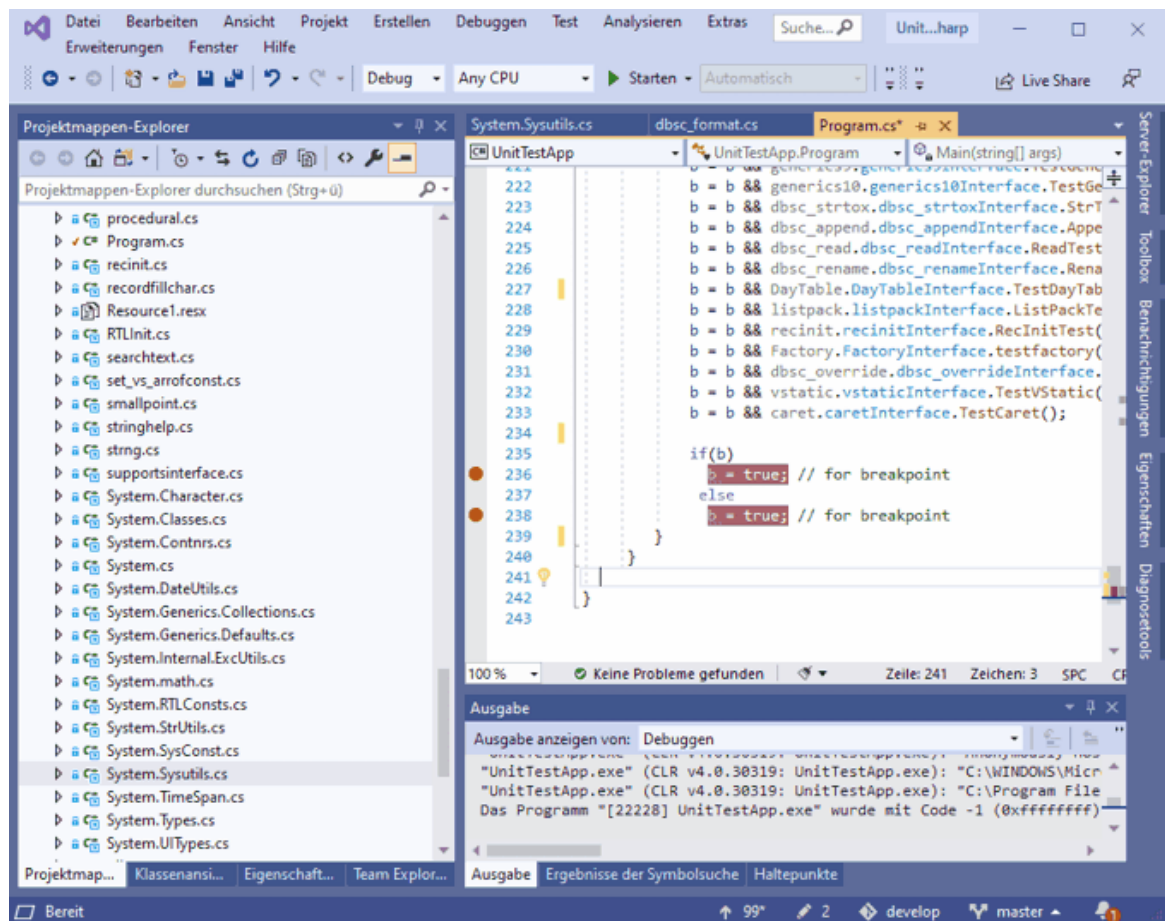 Datei Bearbeiten Ansicht Projekt Erstellen Debuggen Test Analysieren Extras Suche... Unit...harp
Erweiterungen Fenster Hilfe
Debug Any CPU Starten Automatisch Live Share
Projektmappen-Explorer
Projektmappen-Explorer durchsuchen (Strg+ü)
procedural.cs
Program.cs
recinit.cs
recordfillchar.cs
Resource1.resx
RTLInit.cs
searchtext.cs
set_vs_arrofconst.cs
smallpoint.cs
stringhelp.cs
strng.cs
supportsinterface.cs
System.Character.cs
System.Classes.cs
System.Contnrs.cs
System.cs
System.DateUtils.cs
System.Generics.Collections.cs
System.Generics.Defaults.cs
System.Internal.ExcUtils.cs
System.math.cs
System.RTLConsts.cs
System.StrUtils.cs
System.SysConst.cs
System.Sysutils.cs
System.TimeSpan.cs
System.Types.cs
System.UITypes.cs
Projektmap... Klassenansi... Eigenschaft... Team Explor...
System.Sysutils.cs dbsc_format.cs Program.cs*
C# UnitTestApp UnitTestApp.Program Main(string[] args)
222 b = b && generics10.generics10Interface.TestGe
223 b = b && dbsc_strtox.dbsc_strtoxInterface.StrT
224 b = b && dbsc_append.dbsc_appendInterface.Appe
225 b = b && dbsc_read.dbsc_readInterface.ReadTest
226 b = b && dbsc_rename.dbsc_renameInterface.Rena
227 b = b && DayTable.DayTableInterface.TestDayTab
228 b = b && listpack.listpackInterface.ListPackTe
229 b = b && recinit.recinitInterface.RecInitTest(
230 b = b && Factory.FactoryInterface.testfactory(
231 b = b && dbsc_override.dbsc_overrideInterface.
232 b = b && vstatic.vstaticInterface.TestVStatic(
233 b = b && caret.caretInterface.TestCaret();
234
235 if(b)
236 b = true; // for breakpoint
237 else
238 b = true; // for breakpoint
239 }
240 }
241
242 }
243
100 % Keine Probleme gefunden Zeile: 241 Zeichen: 3 SPC
Ausgabe
Ausgabe anzeigen von: Debuggen
"UnitTestApp.exe" (CLR v4.0.30319: UnitTestApp.exe): "C:\WINDOWS\Micr
"UnitTestApp.exe" (CLR v4.0.30319: UnitTestApp.exe): "C:\Program File
Das Programm "[22228] UnitTestApp.exe" wurde mit Code -1 (0xffffffff)
Ausgabe Ergebnisse der Symbolsuche Haltepunkte
Server-Explorer
Toolbox
Benachrichtigungen
Eigenschaften
Diagnosetools
Bereit 2 develop master 1